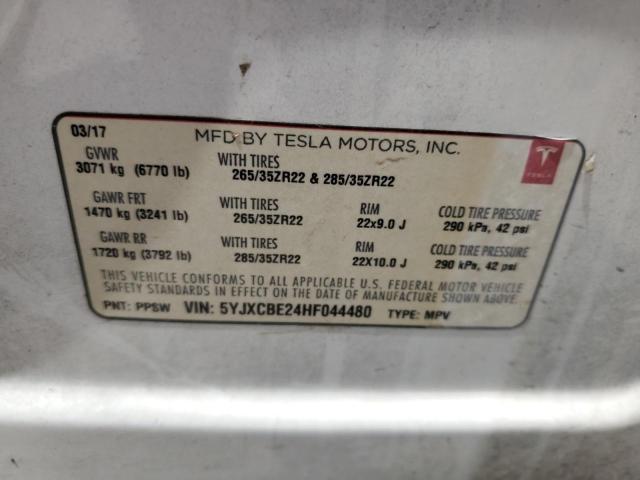 03/17 MFD BY TESLA MOTORS, INC.
GVWR WITH TIRES
3071 kg (6770 lb) 265/35ZR22 & 285/35ZR22
TESLA
GAWR FRT WITH TIRES RIM COLD TIRE PRESSURE
1470 kg (3241 lb) 265/35ZR22 22x9.0 J 290 kPa, 42 psi
GAWR RR WITH TIRES RIM COLD TIRE PRESSURE
1720 kg (3792 lb) 285/35ZR22 22X10.0 J 290 kPa, 42 psi
THIS VEHICLE CONFORMS TO ALL APPLICABLE U.S. FEDERAL MOTOR VEHICLE
SAFETY STANDARDS IN EFFECT ON THE DATE OF MANUFACTURE SHOWN ABOVE.
PNT: PPSW VIN: 5YJXCBE24HF044480 TYPE: MPV